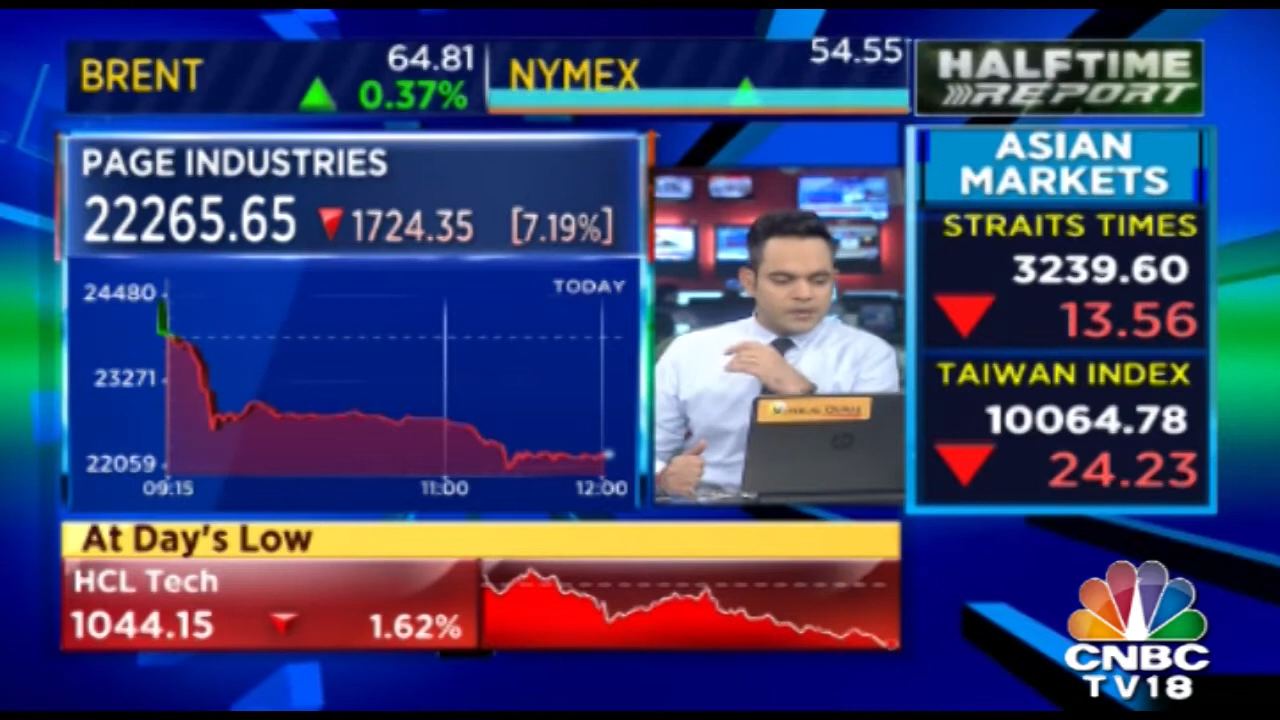 BRENT
64.81
0.37%
NYMEX
54.55
HALFTIME
REPORT
PAGE INDUSTRIES
22265.65 1724.35 [7.19%]
TODAY
24480
23271
22059
09:15 11:00 12:00
ASIAN
MARKETS
STRAITS TIMES
3239.60
13.56
TAIWAN INDEX
10064.78
24.23
At Day's Low
HCL Tech
1044.15 1.62%
CNBC
TV18